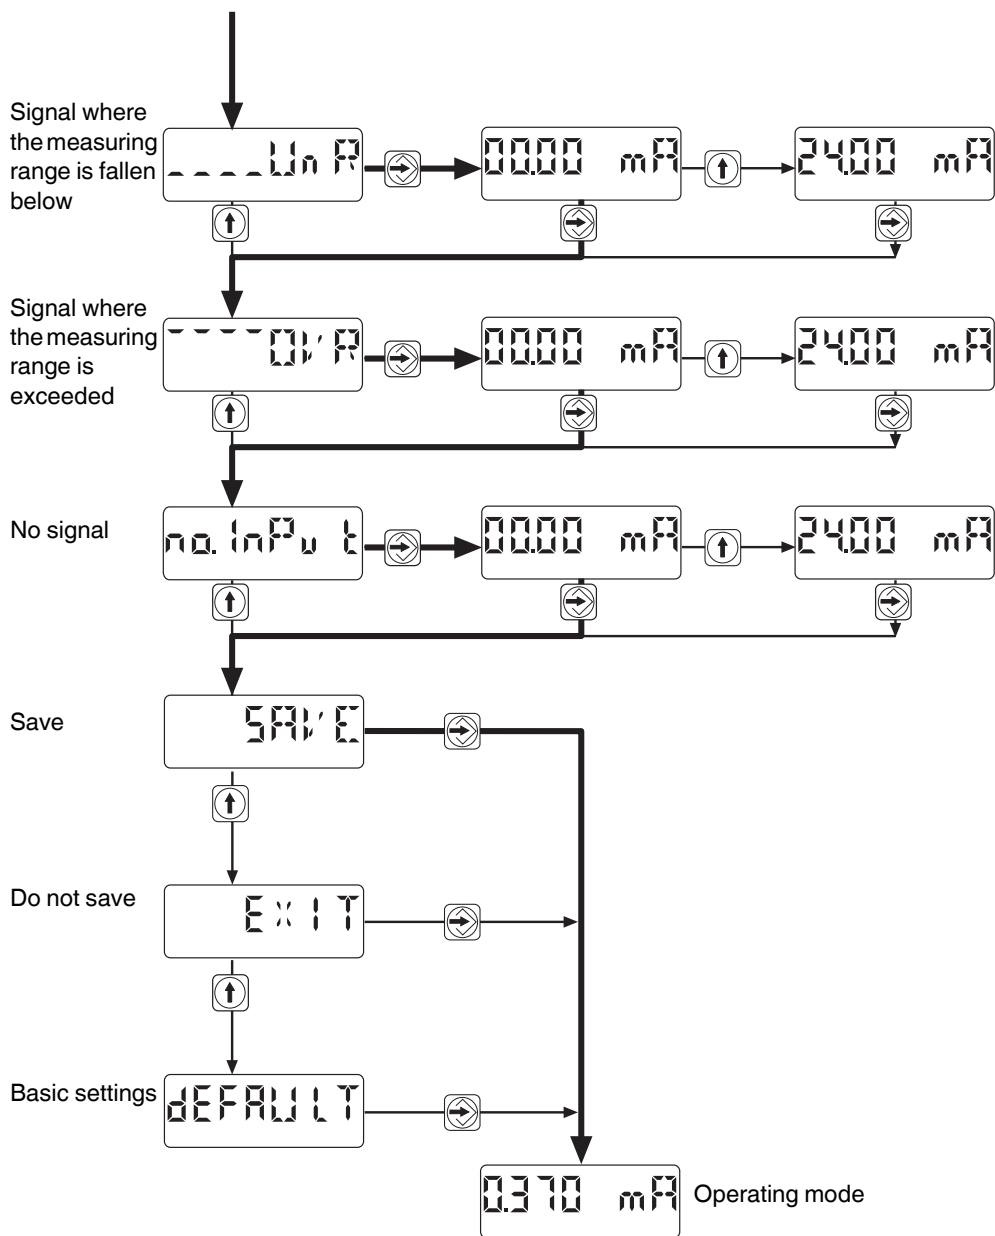 Signal where
the measuring
range is fallen
below
____UnR
00.00 mA
24.00 mA
Signal where
the measuring
range is
exceeded
‾‾‾‾OVR
00.00 mA
24.00 mA
No signal
no.InPut
00.00 mA
24.00 mA
Save
SAVE
Do not save
EXIT
Basic settings
dEFAULT
0.370 mA
Operating mode